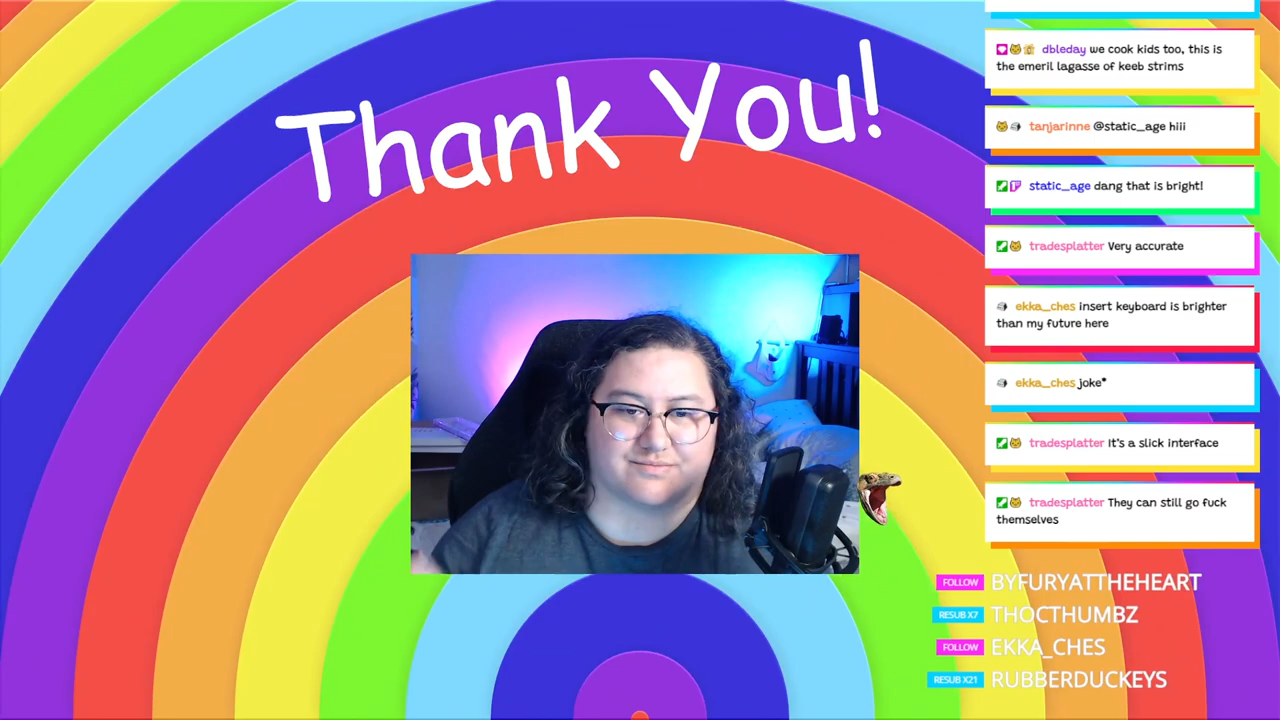 Thank You!
dbleday we cook kids too, this is
the emeril lagasse of keeb strims
tanjarinne @static_age hiii
static_age dang that is bright!
tradesplatter Very accurate
ekka_ches insert keyboard is brighter
than my future here
ekka_ches joke*
tradesplatter It's a slick interface
tradesplatter They can still go fuck
themselves
FOLLOW BYFURYATTHEHEART
RESUB X7 THOCTHUMBZ
FOLLOW EKKA_CHES
RESUB X21 RUBBERDUCKEYS